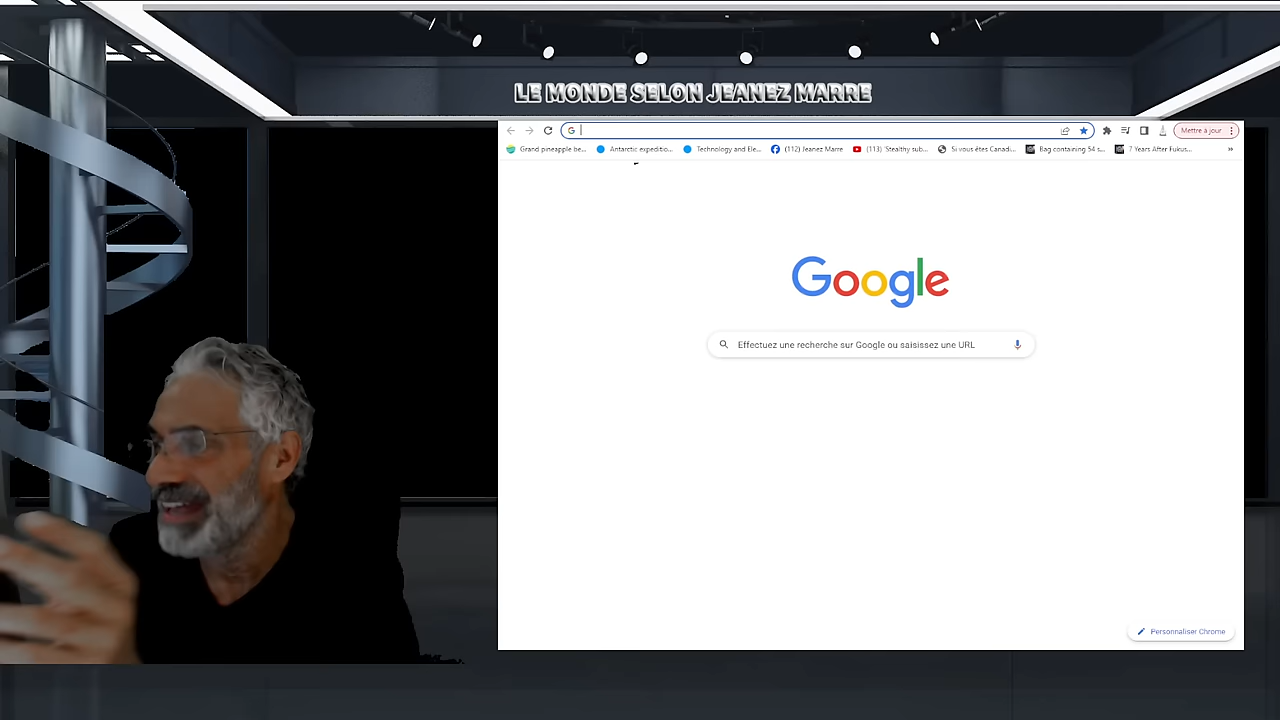 LE MONDE SELON JEANEZ MARRE
G
Mettre à jour
Grand pineapple be... Antarctic expeditio... Technology and Ele... (112) Jeanez Marre (113) 'Stealthy sub... Si vous êtes Canadi... Bag containing 54 s... 7 Years After Fukus... »
Google
Effectuez une recherche sur Google ou saisissez une URL
Personnaliser Chrome